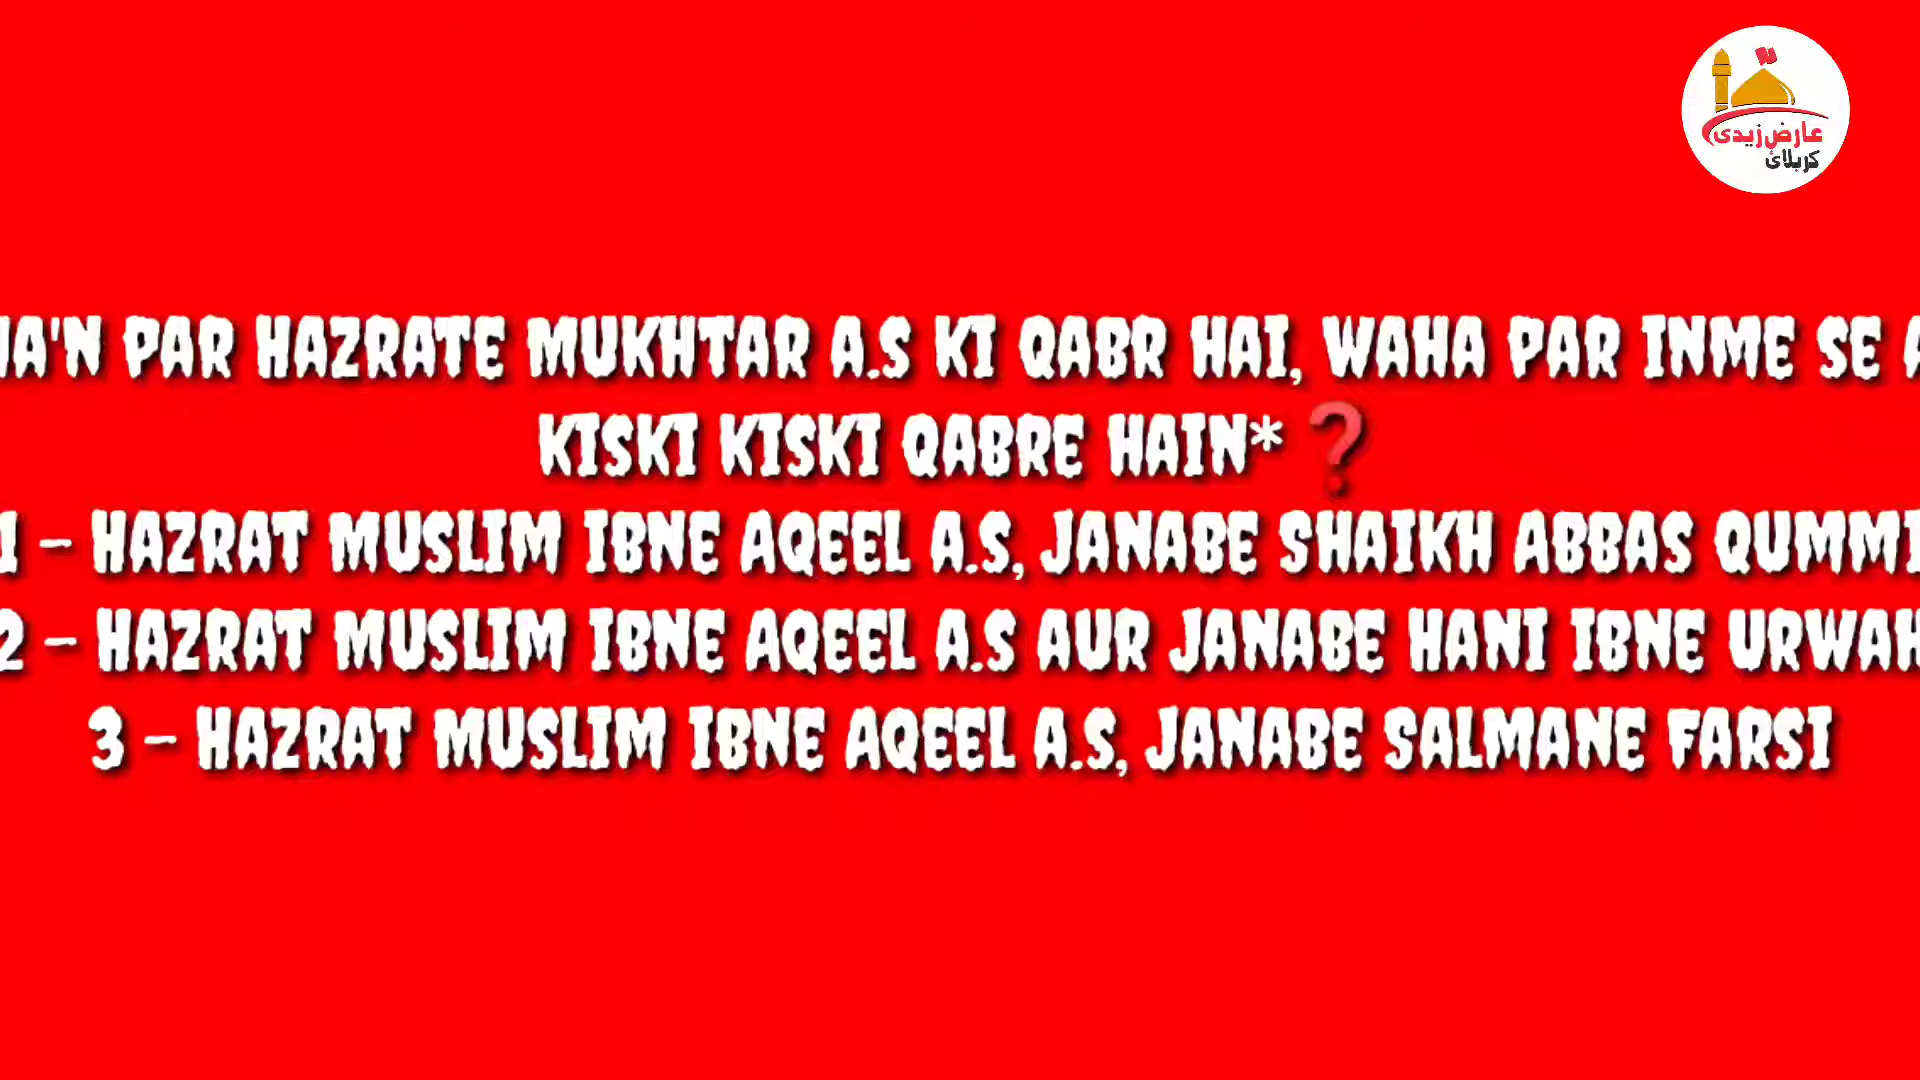 عارض زیدی
کربلائ
HA'N PAR HAZRATE MUKHTAR A.S KI QABR HAI, WAHA PAR INME SE A
KISKI KISKI QABRE HAIN*❓
1 – HAZRAT MUSLIM IBNE AQEEL A.S, JANABE SHAIKH ABBAS QUMMI
2 – HAZRAT MUSLIM IBNE AQEEL A.S AUR JANABE HANI IBNE URWAH
3 – HAZRAT MUSLIM IBNE AQEEL A.S, JANABE SALMANE FARSI